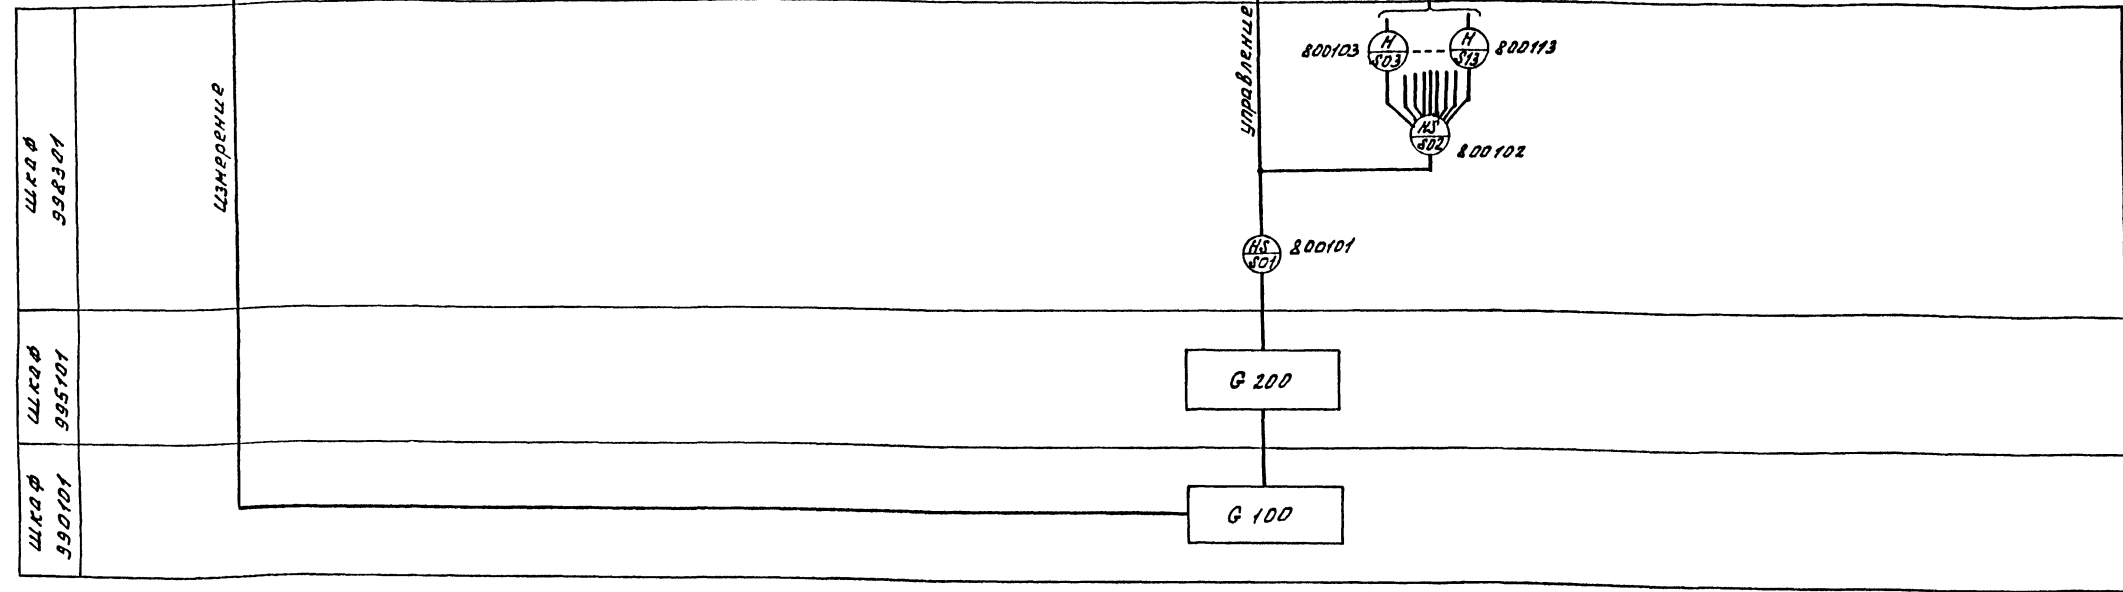 шкаф
998301
измерение
управление
800103
H
S03
H
S13
800113
HS
S02
800102
HS
S01
800101
шкаф
995101
G 200
шкаф
990101
G 100